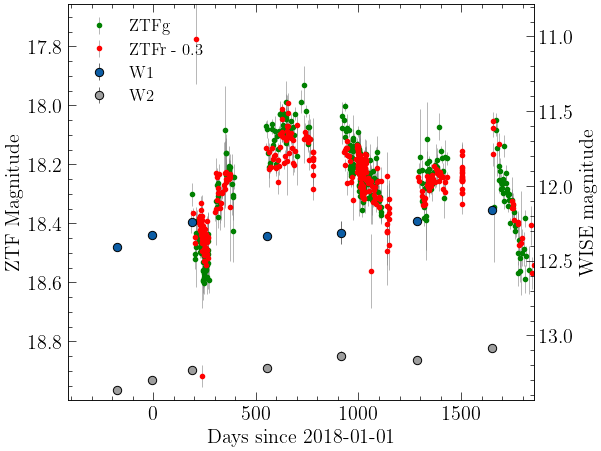 ZTFg
ZTFr - 0.3
W1
W2
17.8
18.0
18.2
18.4
18.6
18.8
ZTF Magnitude
11.0
11.5
12.0
12.5
13.0
WISE magnitude
0
500
1000
1500
Days since 2018-01-01